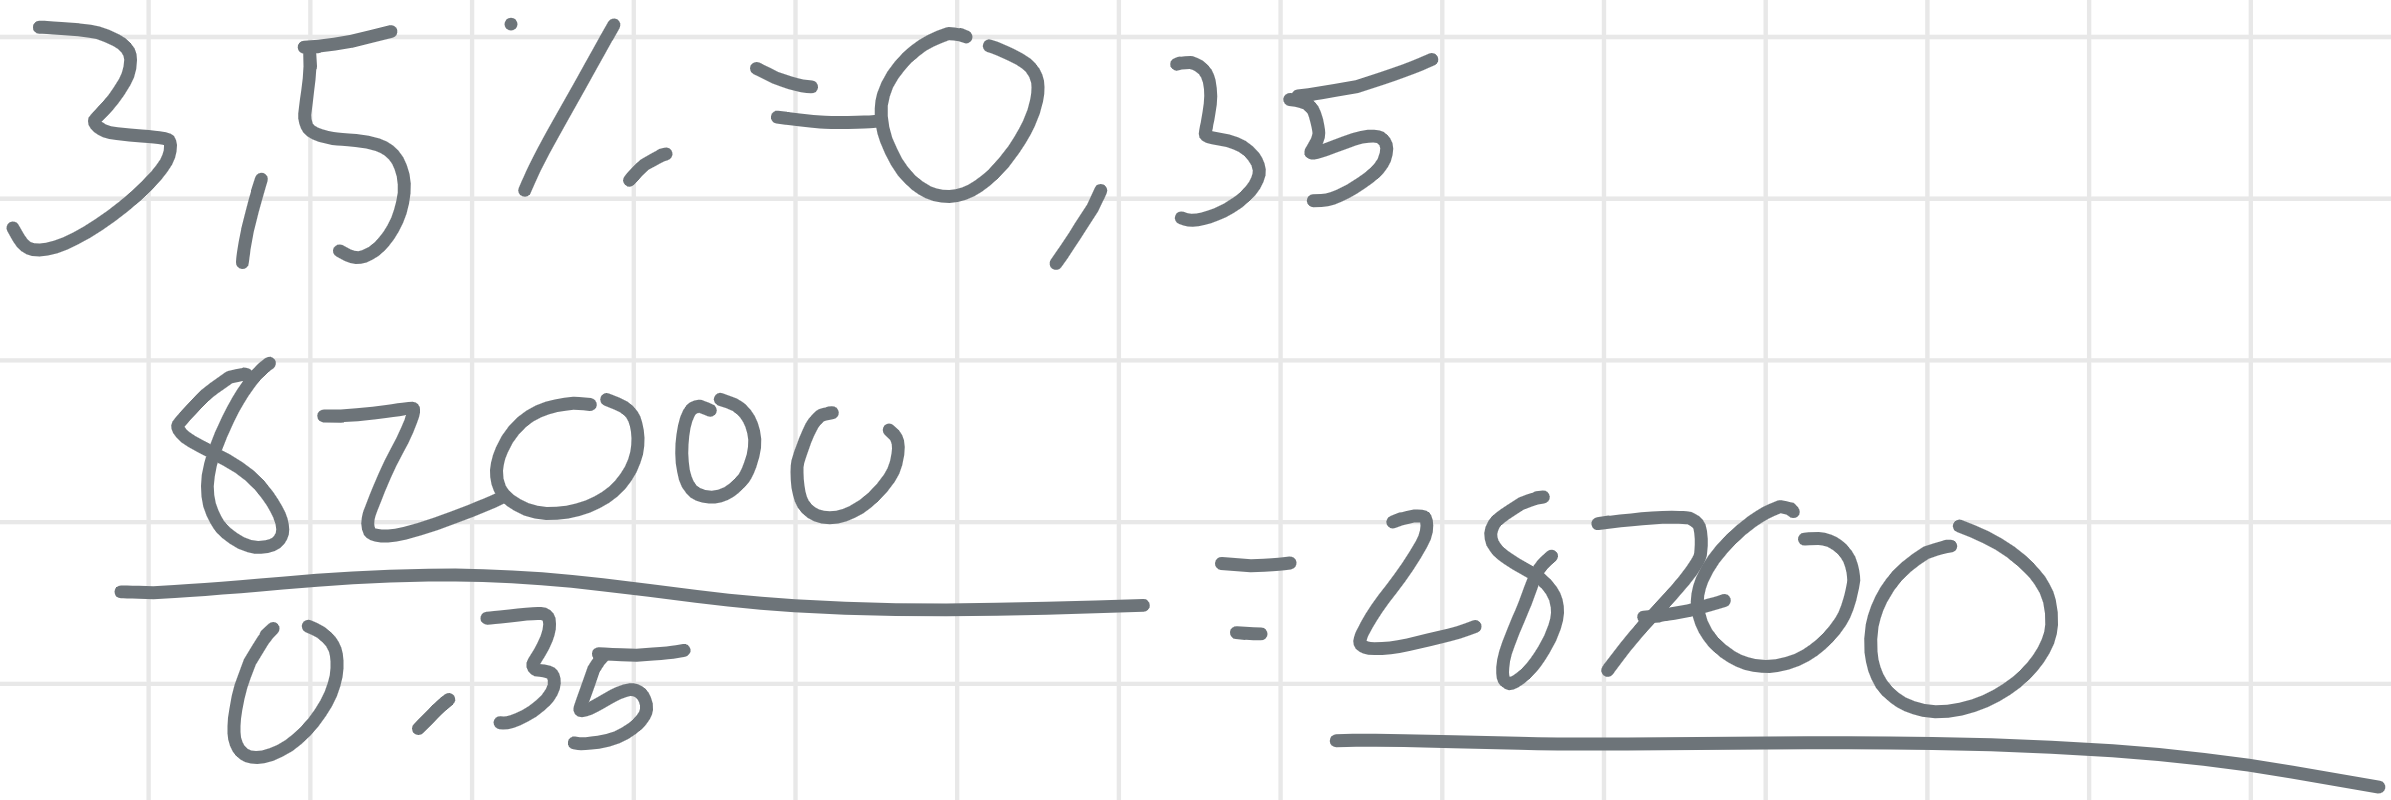 3,5 % = 0,35
82000 / 0,35 = 28700